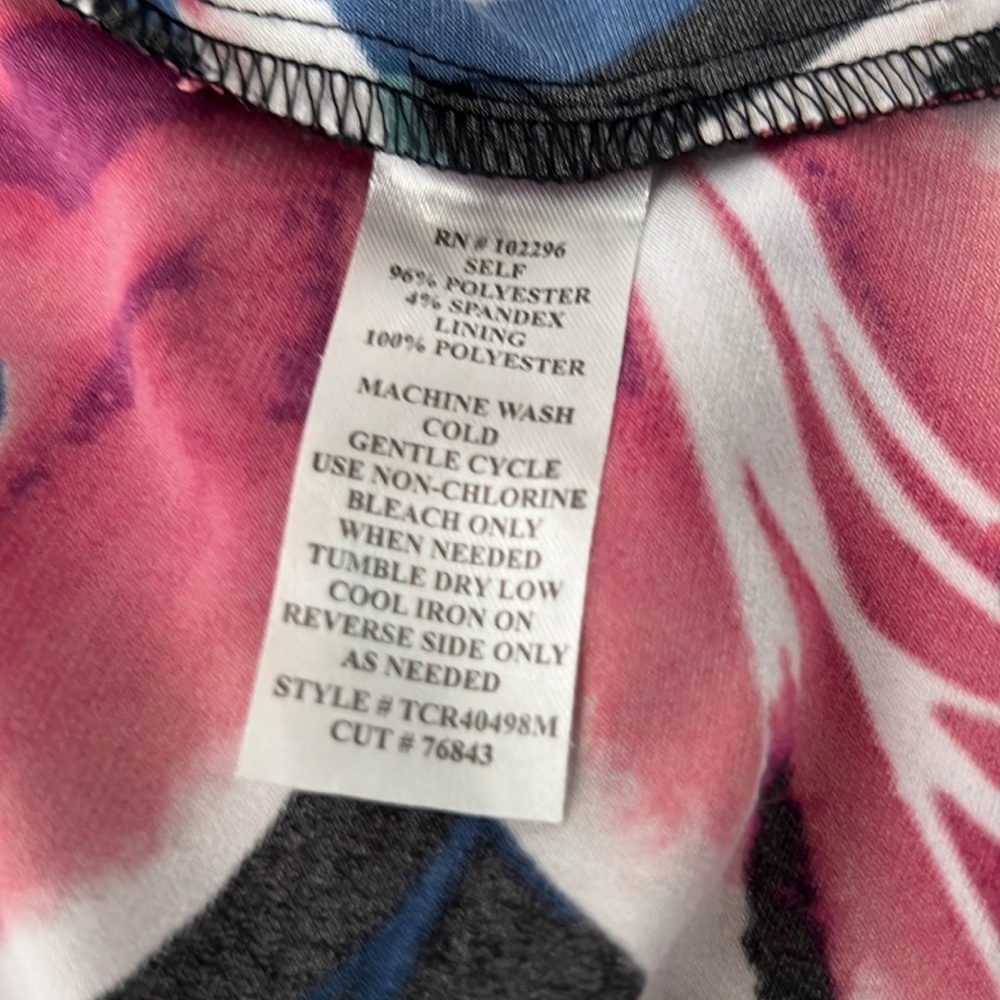 RN # 102296
SELF
96% POLYESTER
4% SPANDEX
LINING
100% POLYESTER
MACHINE WASH
COLD
GENTLE CYCLE
USE NON-CHLORINE
BLEACH ONLY
WHEN NEEDED
TUMBLE DRY LOW
COOL IRON ON
REVERSE SIDE ONLY
AS NEEDED
STYLE # TCR40498M
CUT # 76843